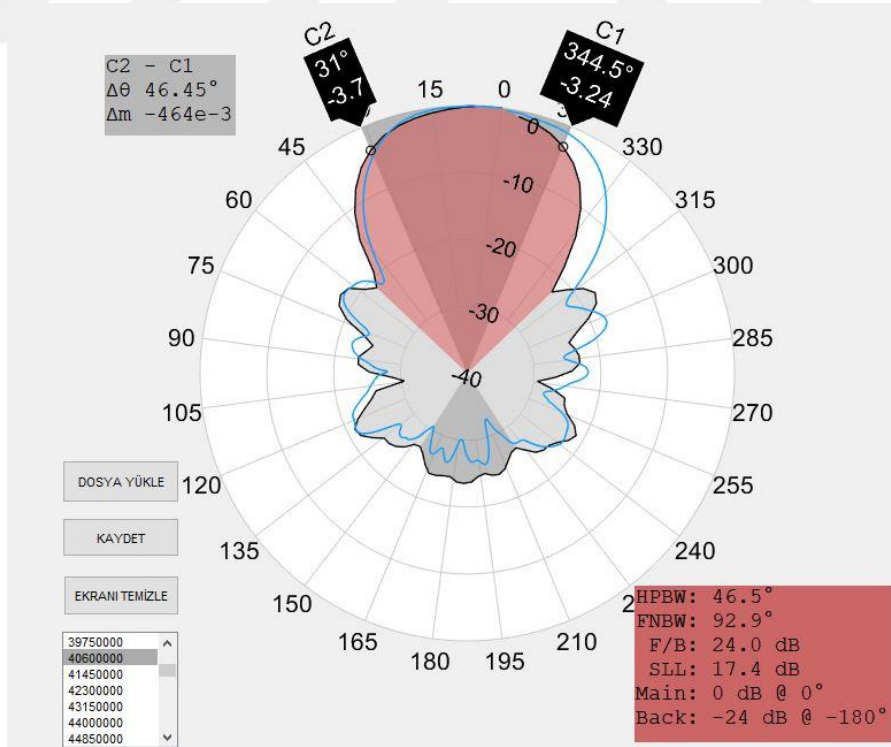 C2 - C1
Δθ 46.45°
Δm -464e-3
C2
31°
-3.7
C1
344.5°
-3.24
0
15
45
60
75
90
105
120
135
150
165
180
195
210
240
255
270
285
300
315
330
0
-10
-20
-30
-40
DOSYA YÜKLE
KAYDET
EKRANI TEMİZLE
39750000
40600000
41450000
42300000
43150000
44000000
44850000
HPBW: 46.5°
FNBW: 92.9°
F/B: 24.0 dB
SLL: 17.4 dB
Main: 0 dB @ 0°
Back: -24 dB @ -180°